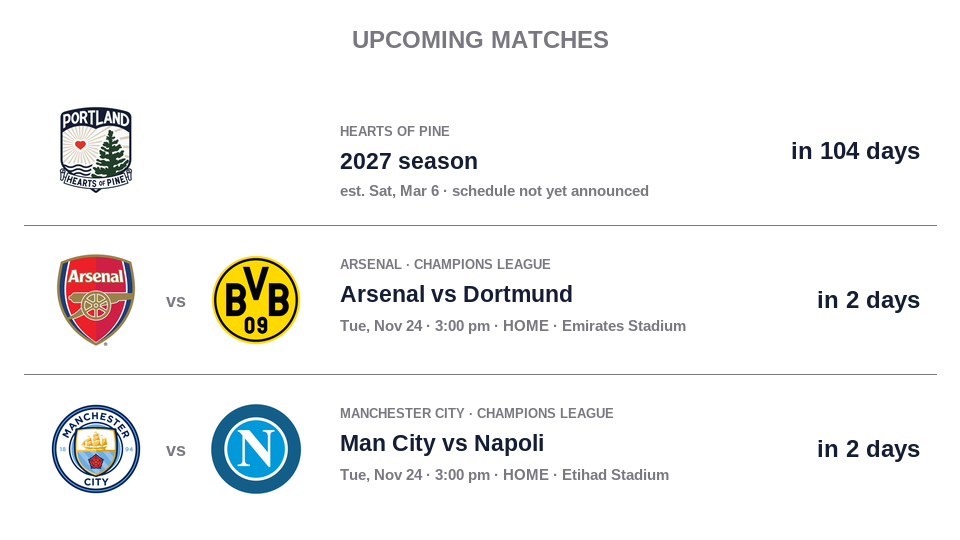 UPCOMING MATCHES
PORTLAND
HEARTS OF PINE
HEARTS OF PINE
2027 season
est. Sat, Mar 6 · schedule not yet announced
in 104 days
Arsenal
vs
BVB
09
ARSENAL · CHAMPIONS LEAGUE
Arsenal vs Dortmund
Tue, Nov 24 · 3:00 pm · HOME · Emirates Stadium
in 2 days
MANCHESTER
18 94
CITY
vs
N
MANCHESTER CITY · CHAMPIONS LEAGUE
Man City vs Napoli
Tue, Nov 24 · 3:00 pm · HOME · Etihad Stadium
in 2 days